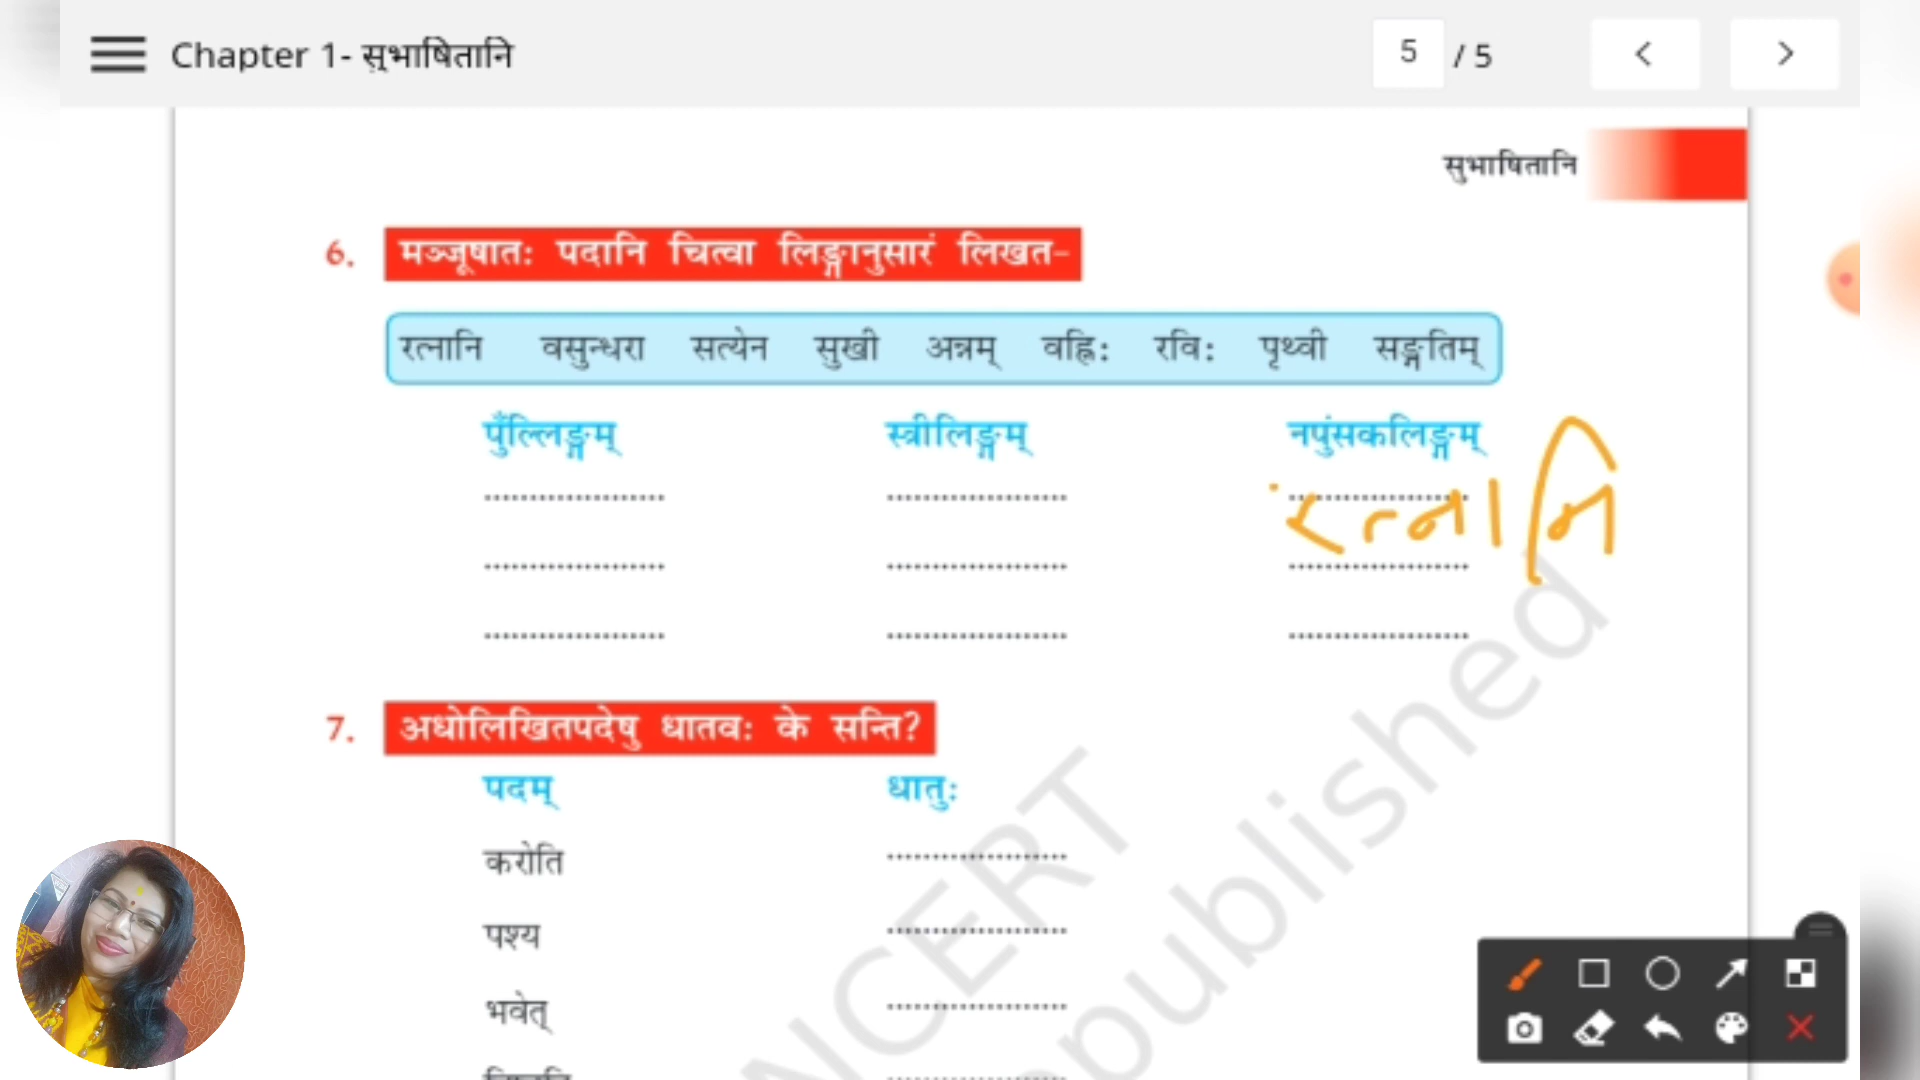 Chapter 1- सुभाषितानि
5 / 5
सुभाषितानि
6. मञ्जूषातः पदानि चित्वा लिङ्गानुसारं लिखत-
रत्नानि वसुन्धरा सत्येन सुखी अन्नम् वह्निः रविः पृथ्वी सङ्गतिम्
पुँल्लिङ्गम् स्त्रीलिङ्गम् नपुंसकलिङ्गम्
.................... .................... ....................
रत्नानि
.................... .................... ....................
.................... .................... ....................
7. अधोलिखितपदेषु धातवः के सन्ति?
पदम् धातुः
करोति ....................
पश्य ....................
भवेत् ....................
NCERT
published